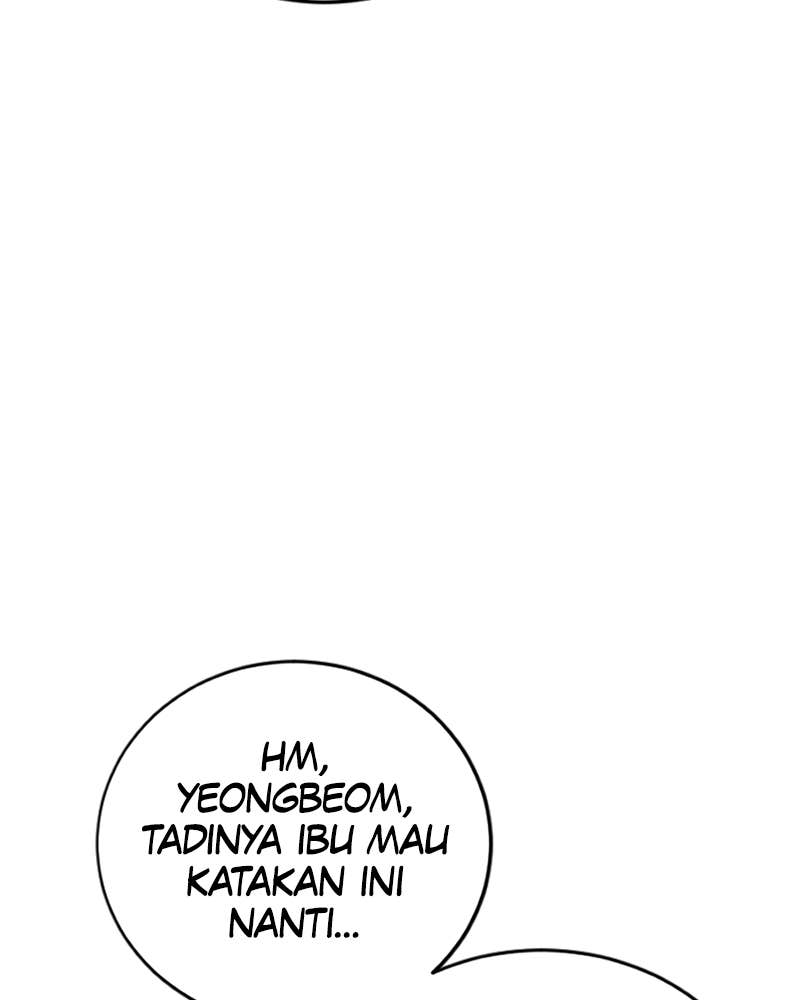 HM,
YEONGBEOM,
TADINYA IBU MAU
KATAKAN INI
NANTI...